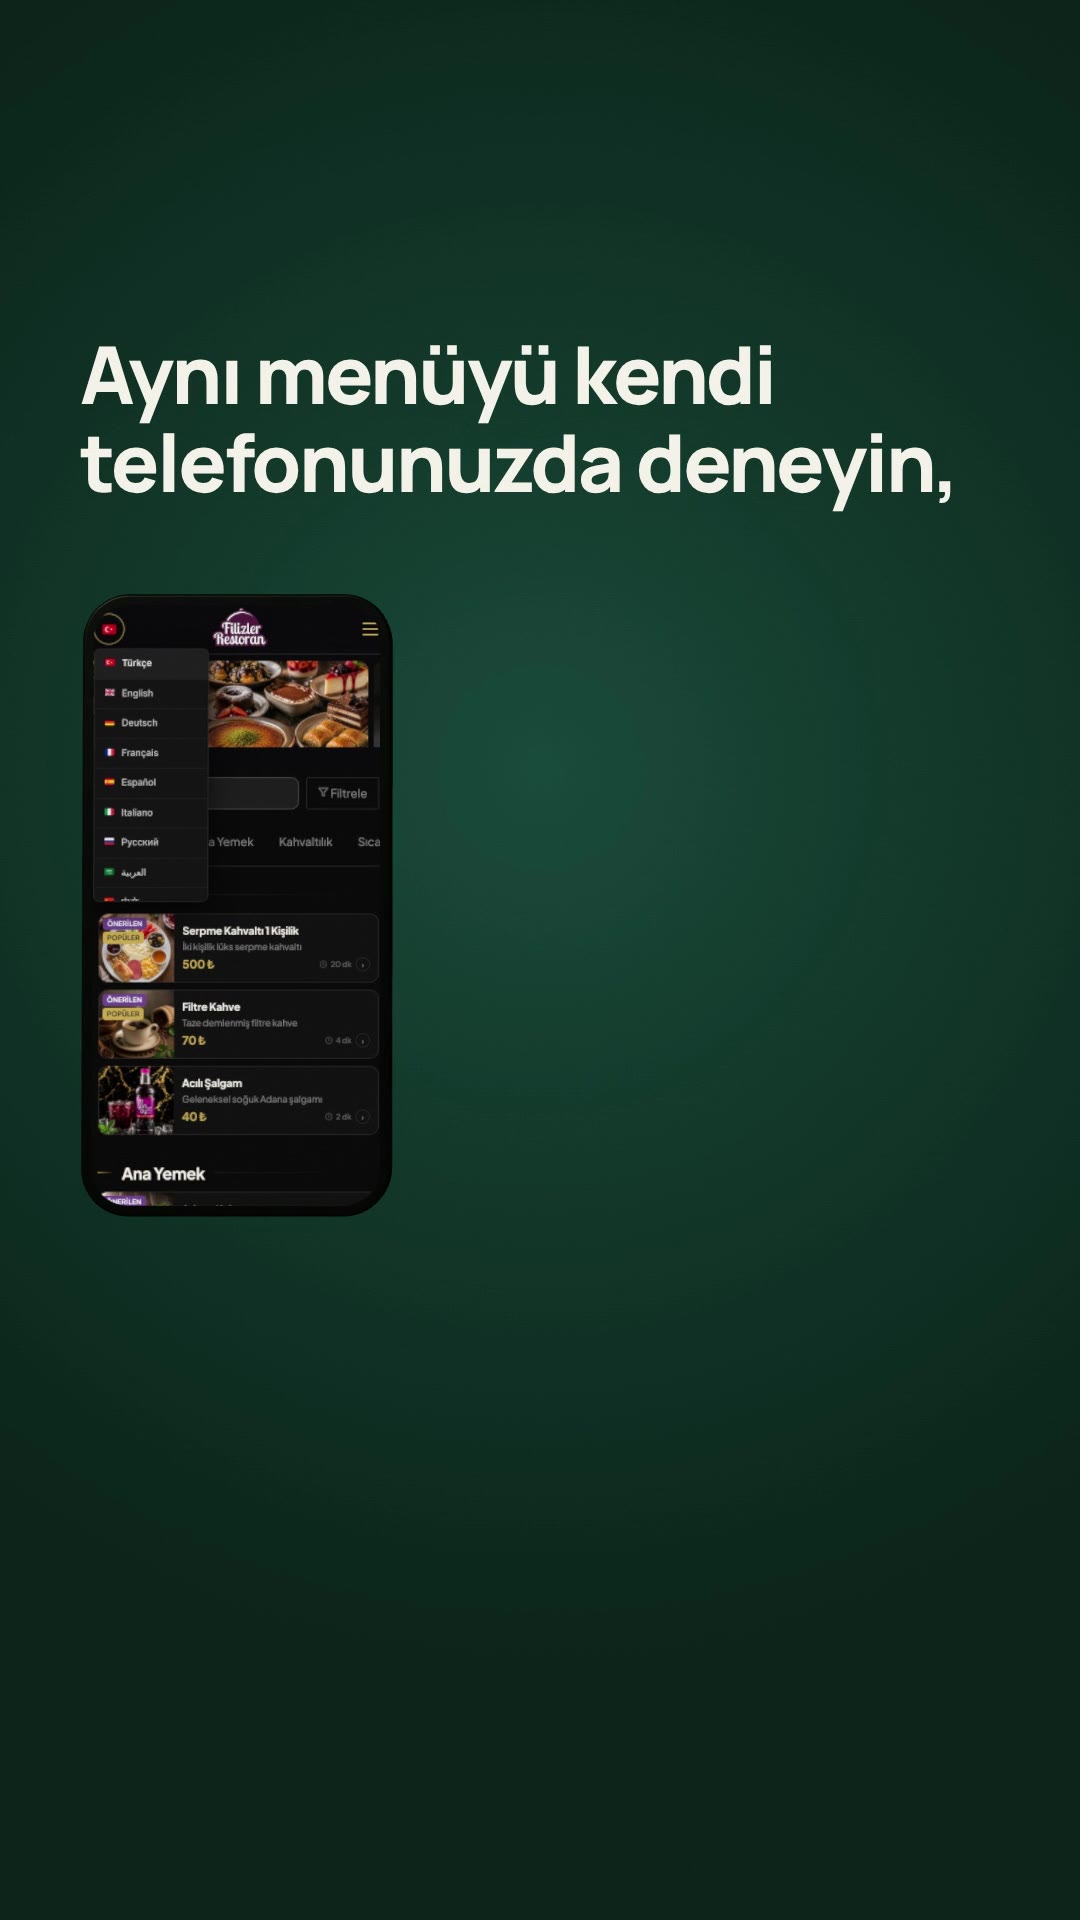 Aynı menüyü kendi
telefonunuzda deneyin,
Filizler
Restoran
Türkçe
English
Deutsch
Français
Español
Italiano
Русский
العربية
Filtrele
a Yemek
Kahvaltılık
Sıca
ÖNERİLEN
POPÜLER
Serpme Kahvaltı 1 Kişilik
İki kişilik lüks serpme kahvaltı
500 ₺
20 dk
ÖNERİLEN
POPÜLER
Filtre Kahve
Taze demlenmiş filtre kahve
70 ₺
4 dk
Acılı Şalgam
Geleneksel soğuk Adana şalgamı
40 ₺
2 dk
Ana Yemek
ÖNERİLEN